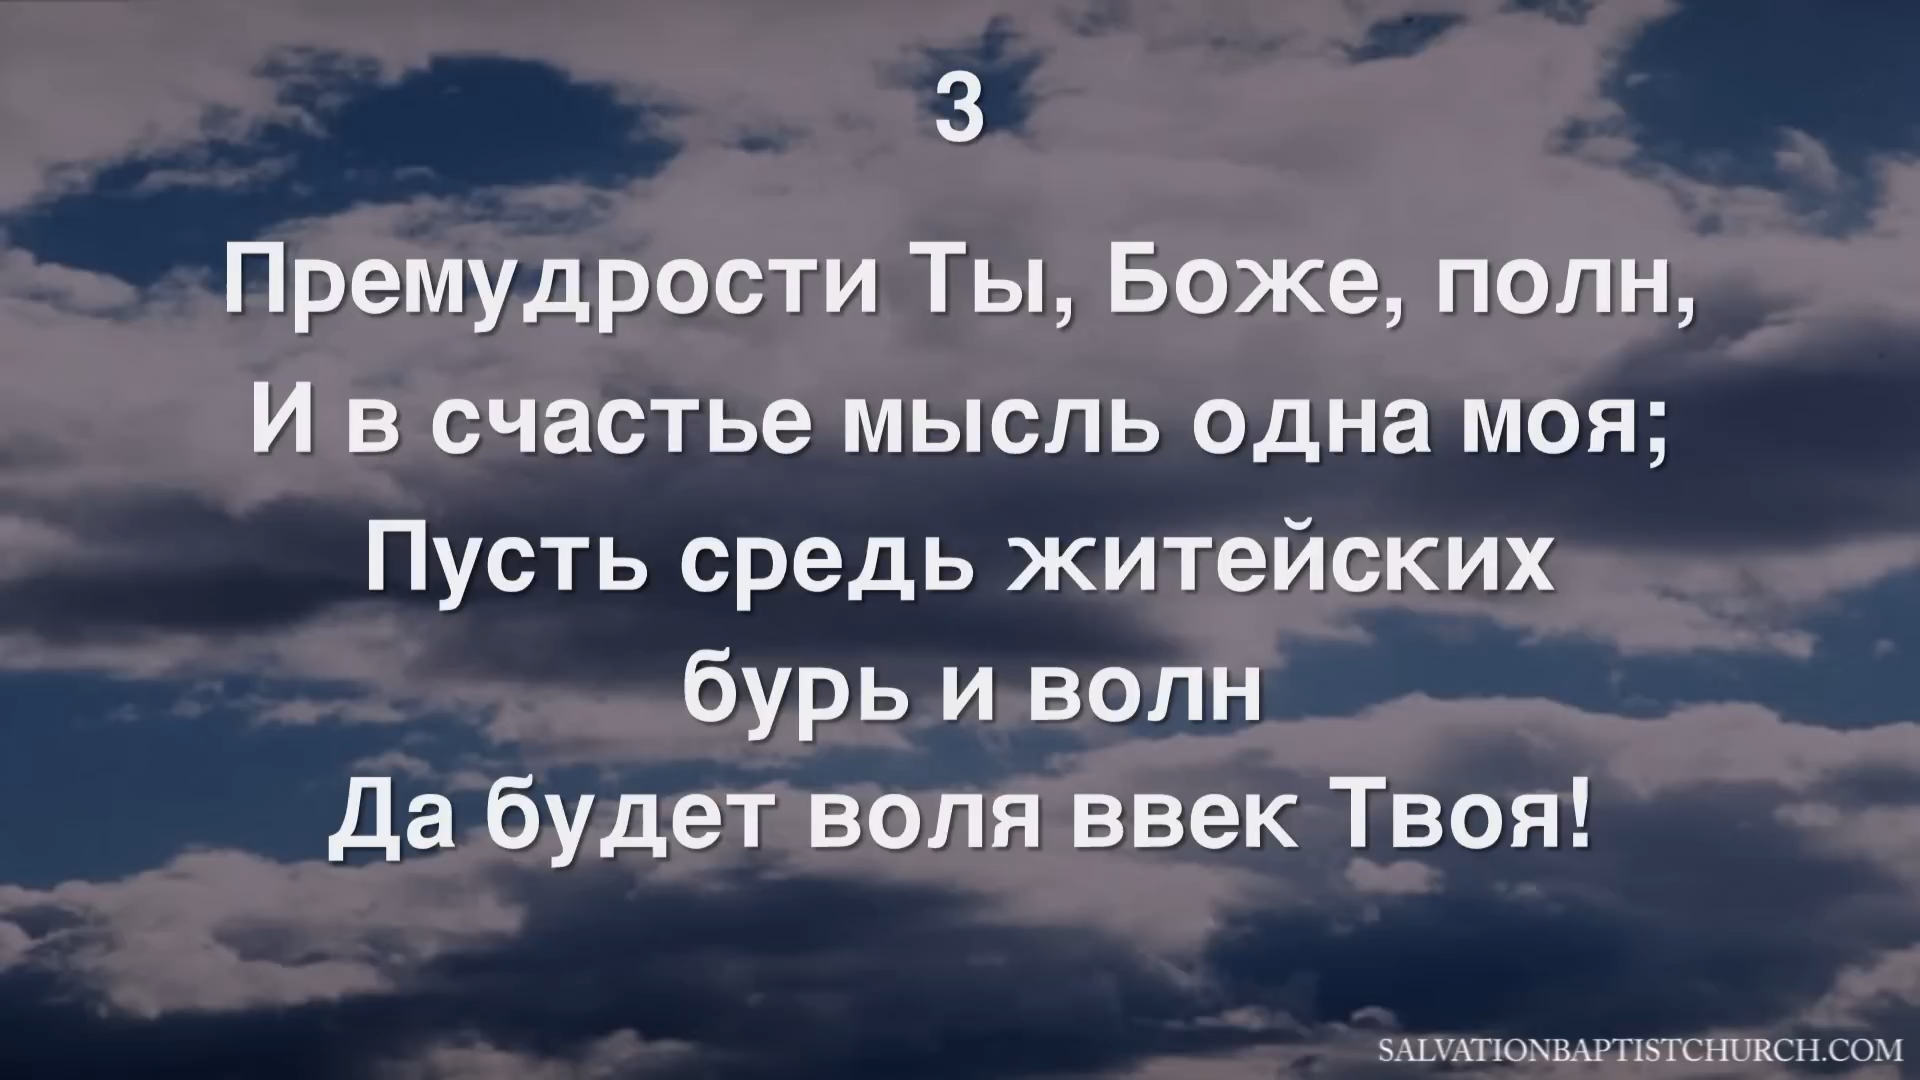 3
Премудрости Ты, Боже, полн,
И в счастье мысль одна моя;
Пусть средь житейских
бурь и волн
Да будет воля ввек Твоя!
SALVATIONBAPTISTCHURCH.COM